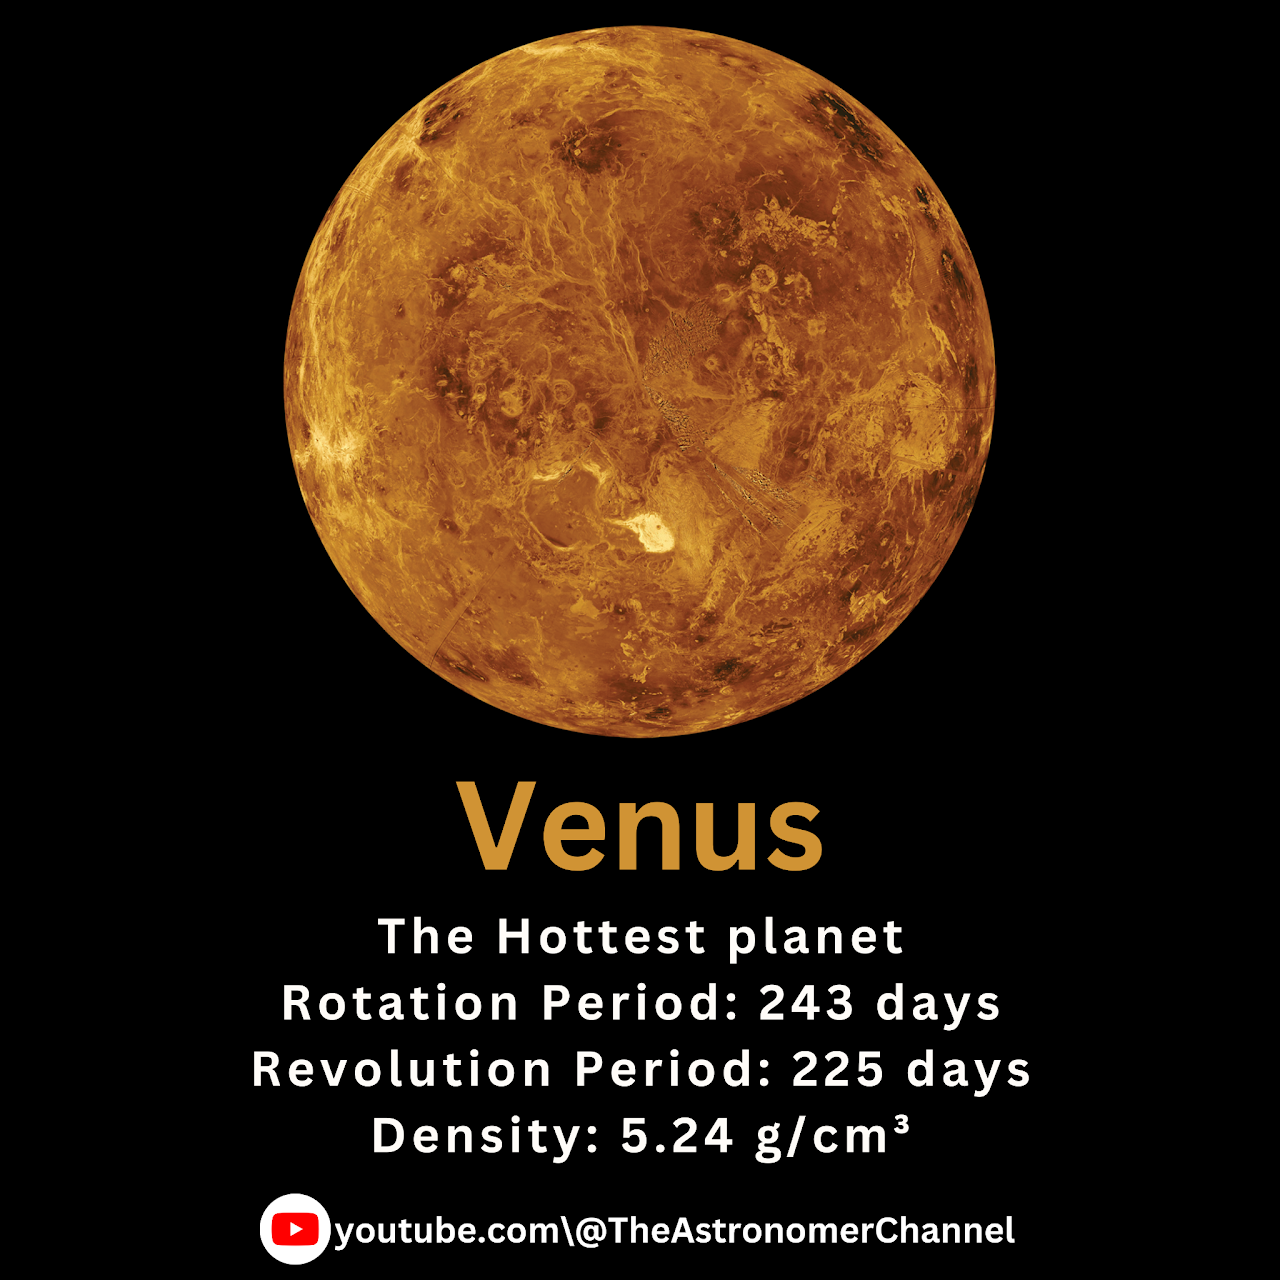 Venus
The Hottest planet
Rotation Period: 243 days
Revolution Period: 225 days
Density: 5.24 g/cm³
youtube.com\@TheAstronomerChannel